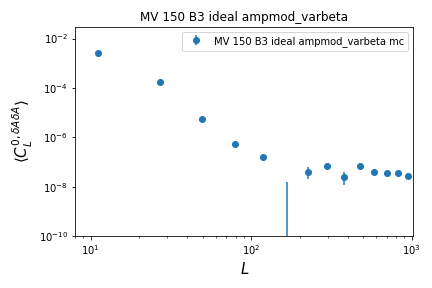 MV 150 B3 ideal ampmod_varbeta
MV 150 B3 ideal ampmod_varbeta mc
10⁻²
10⁻⁴
10⁻⁶
10⁻⁸
10⁻¹⁰
⟨C_L^{0, δAδA}⟩
10¹ 10² 10³
L